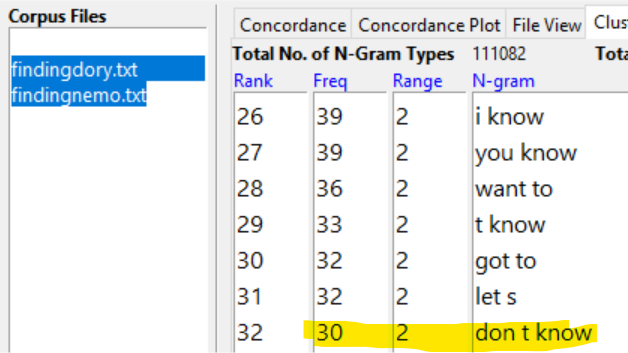 Corpus Files
findingdory.txt
findingnemo.txt
Concordance Concordance Plot File View Clus
Total No. of N-Gram Types 111082 Tota
Rank Freq Range N-gram
26 39 2 i know
27 39 2 you know
28 36 2 want to
29 33 2 t know
30 32 2 got to
31 32 2 let s
32 30 2 don t know